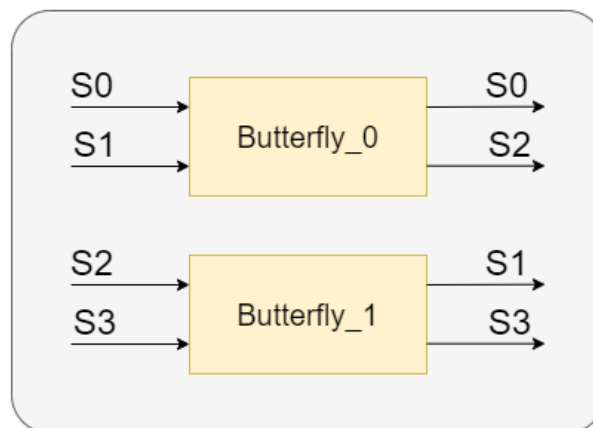 S0 S0
Butterfly_0
S1 S2
S2 S1
Butterfly_1
S3 S3